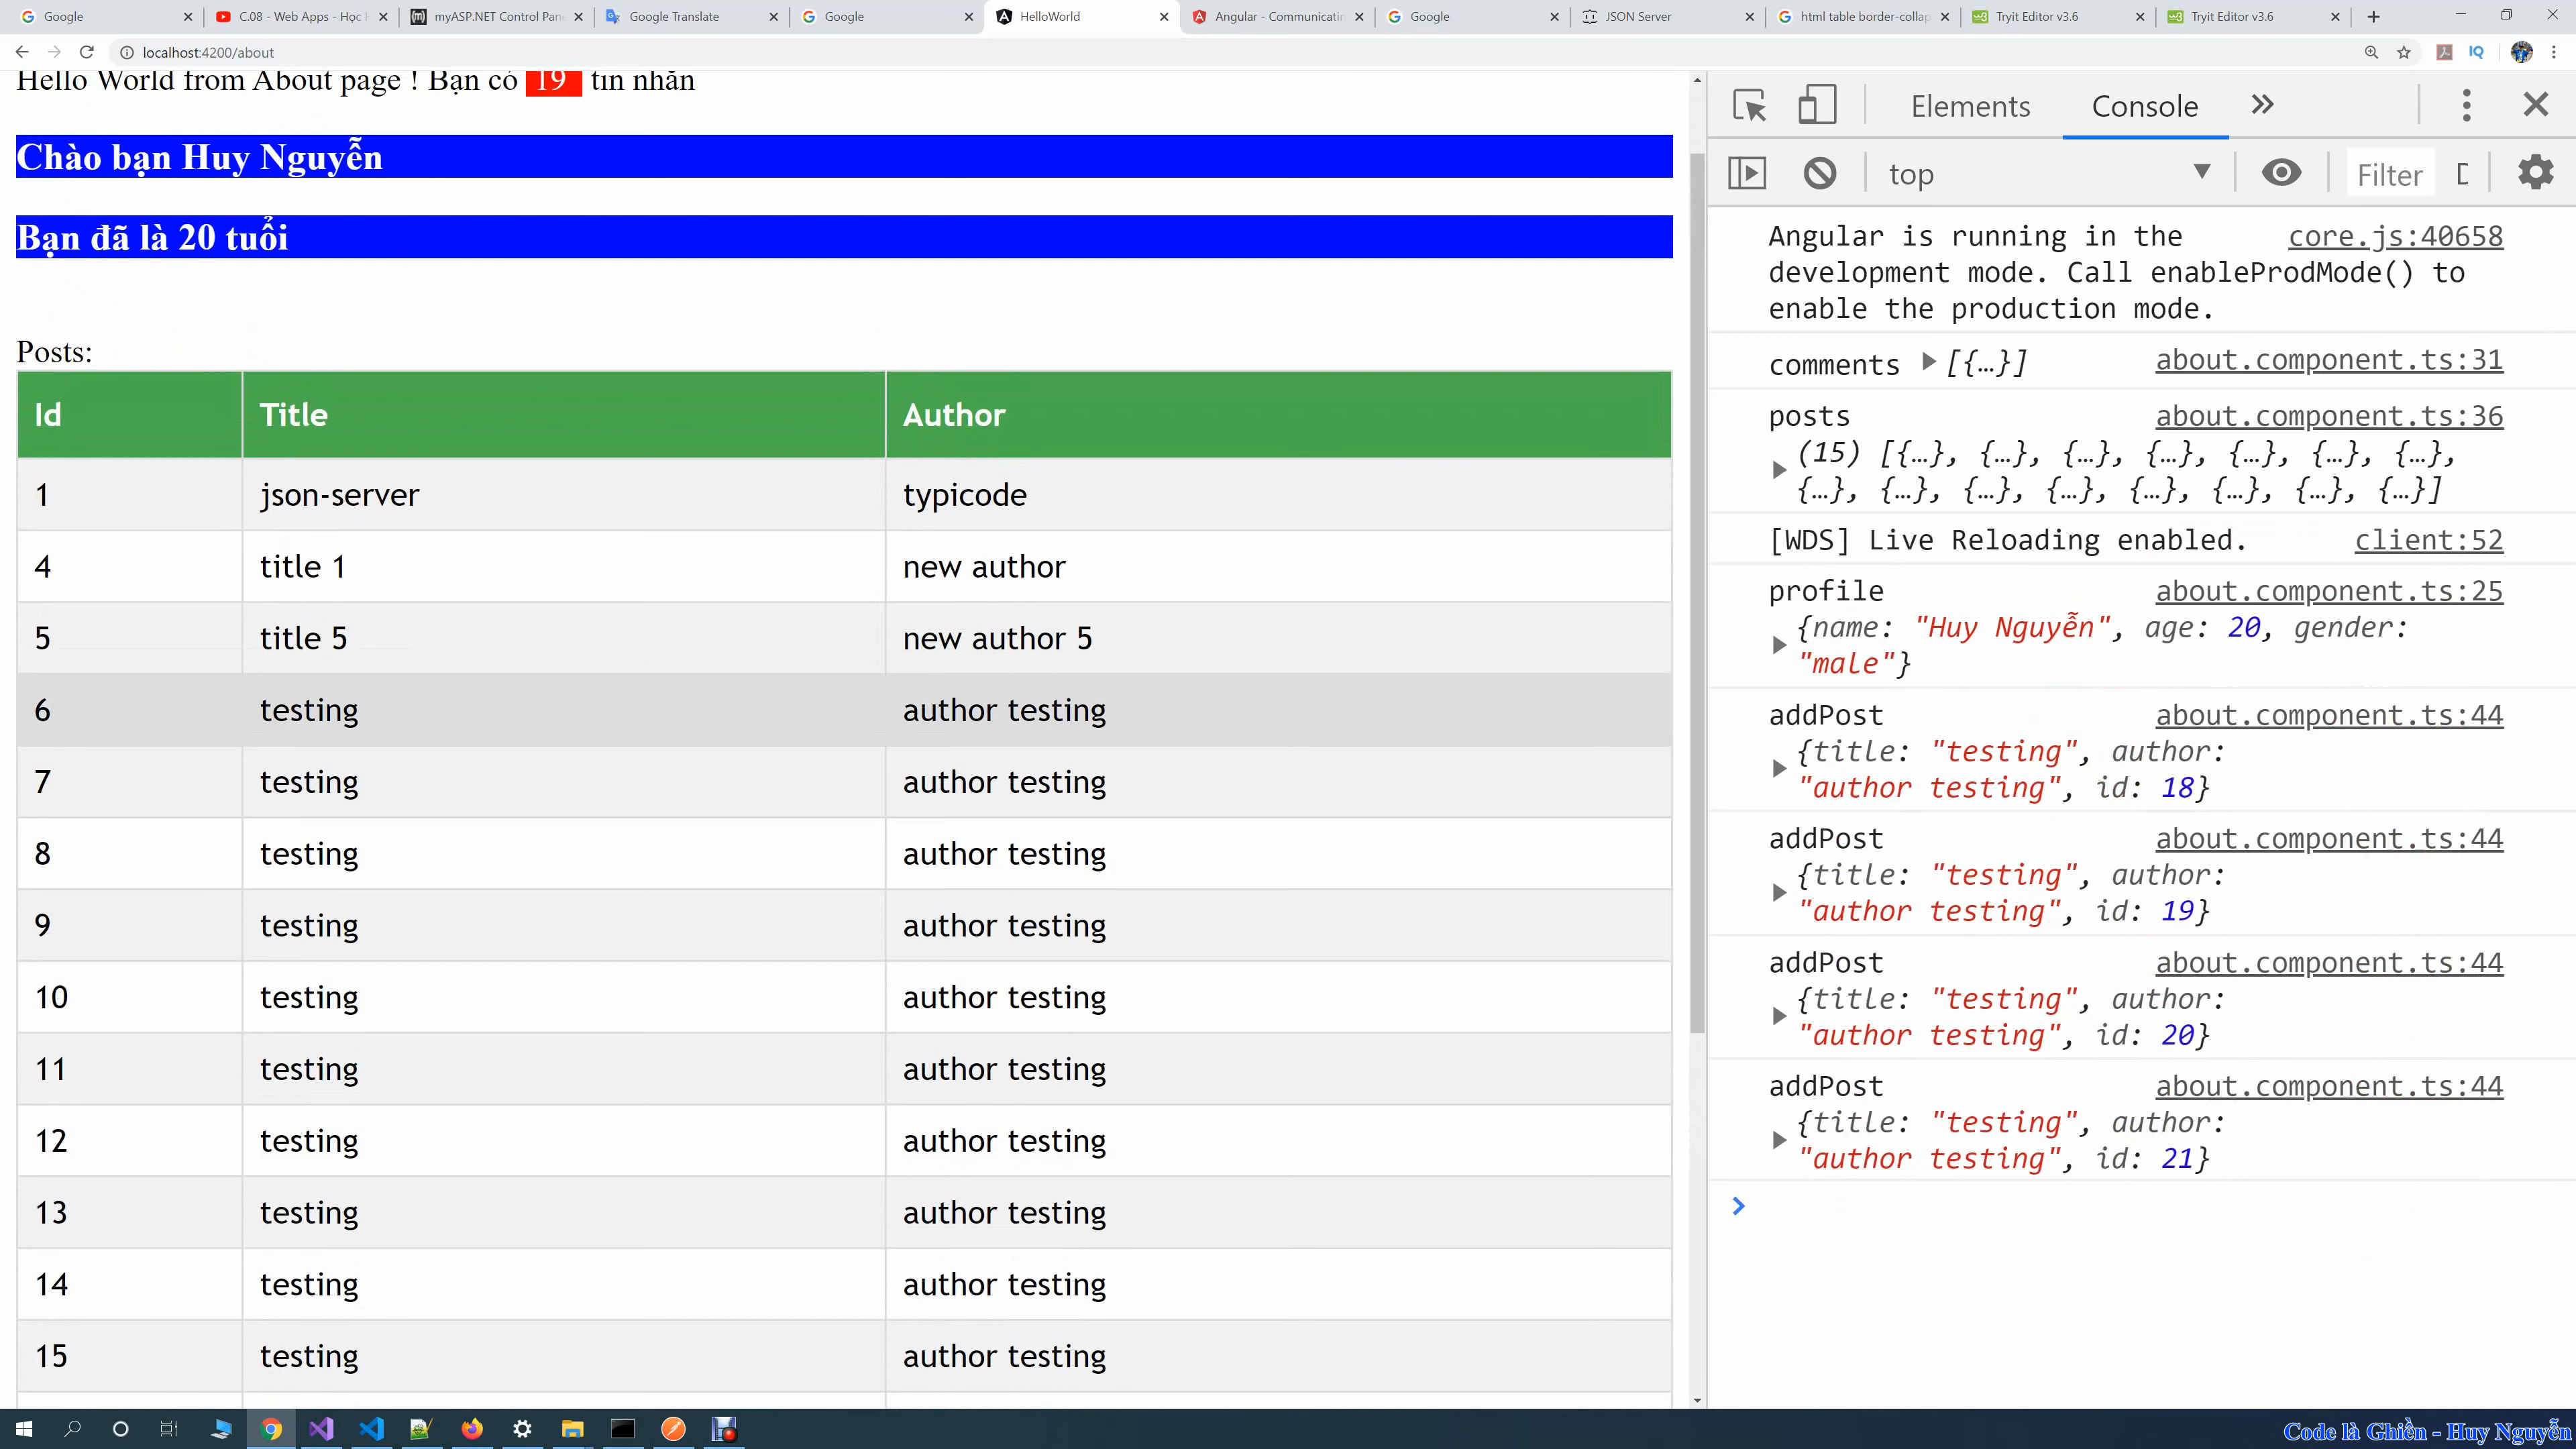 Google
C.08 - Web Apps - Học
myASP.NET Control Pan
Google Translate
Google
HelloWorld
Angular - Communicatin
Google
JSON Server
html table border-collap
Tryit Editor v3.6
Tryit Editor v3.6
localhost:4200/about
Hello World from About page ! Bạn có 19 tin nhắn
Chào bạn Huy Nguyễn
Bạn đã là 20 tuổi
Posts:
Id Title Author
1 json-server typicode
4 title 1 new author
5 title 5 new author 5
6 testing author testing
7 testing author testing
8 testing author testing
9 testing author testing
10 testing author testing
11 testing author testing
12 testing author testing
13 testing author testing
14 testing author testing
15 testing author testing
Elements Console
top Filter
Angular is running in the core.js:40658
development mode. Call enableProdMode() to
enable the production mode.
comments [{…}] about.component.ts:31
posts about.component.ts:36
(15) [{…}, {…}, {…}, {…}, {…}, {…}, {…},
{…}, {…}, {…}, {…}, {…}, {…}, {…}, {…}]
[WDS] Live Reloading enabled. client:52
profile about.component.ts:25
{name: "Huy Nguyễn", age: 20, gender:
"male"}
addPost about.component.ts:44
{title: "testing", author:
"author testing", id: 18}
addPost about.component.ts:44
{title: "testing", author:
"author testing", id: 19}
addPost about.component.ts:44
{title: "testing", author:
"author testing", id: 20}
addPost about.component.ts:44
{title: "testing", author:
"author testing", id: 21}
Code là Ghiền - Huy Nguyễn